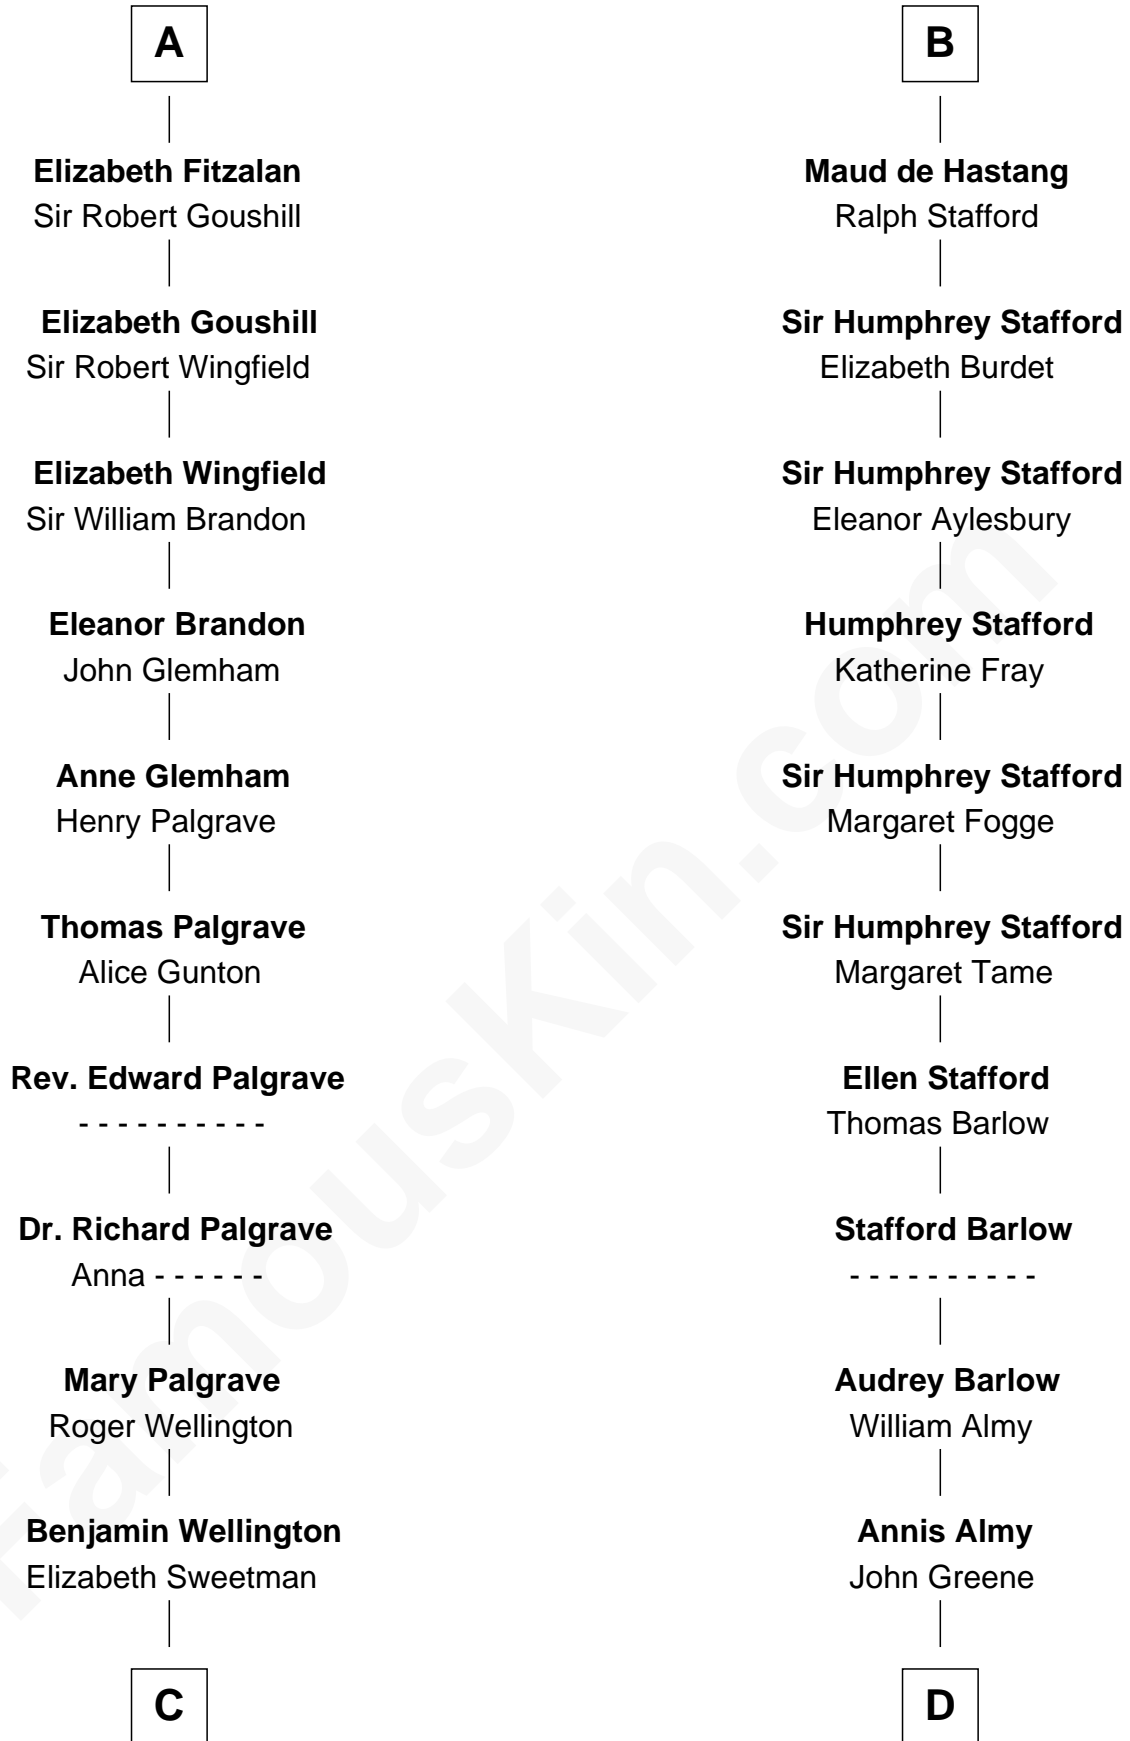 A
Elizabeth Fitzalan
Sir Robert Goushill
Elizabeth Goushill
Sir Robert Wingfield
Elizabeth Wingfield
Sir William Brandon
Eleanor Brandon
John Glemham
Anne Glemham
Henry Palgrave
Thomas Palgrave
Alice Gunton
Rev. Edward Palgrave
- - - - - - - - - -
Dr. Richard Palgrave
Anna - - - - - -
Mary Palgrave
Roger Wellington
Benjamin Wellington
Elizabeth Sweetman
C
B
Maud de Hastang
Ralph Stafford
Sir Humphrey Stafford
Elizabeth Burdet
Sir Humphrey Stafford
Eleanor Aylesbury
Humphrey Stafford
Katherine Fray
Sir Humphrey Stafford
Margaret Fogge
Sir Humphrey Stafford
Margaret Tame
Ellen Stafford
Thomas Barlow
Stafford Barlow
- - - - - - - - - -
Audrey Barlow
William Almy
Annis Almy
John Greene
D
FamousKin.com